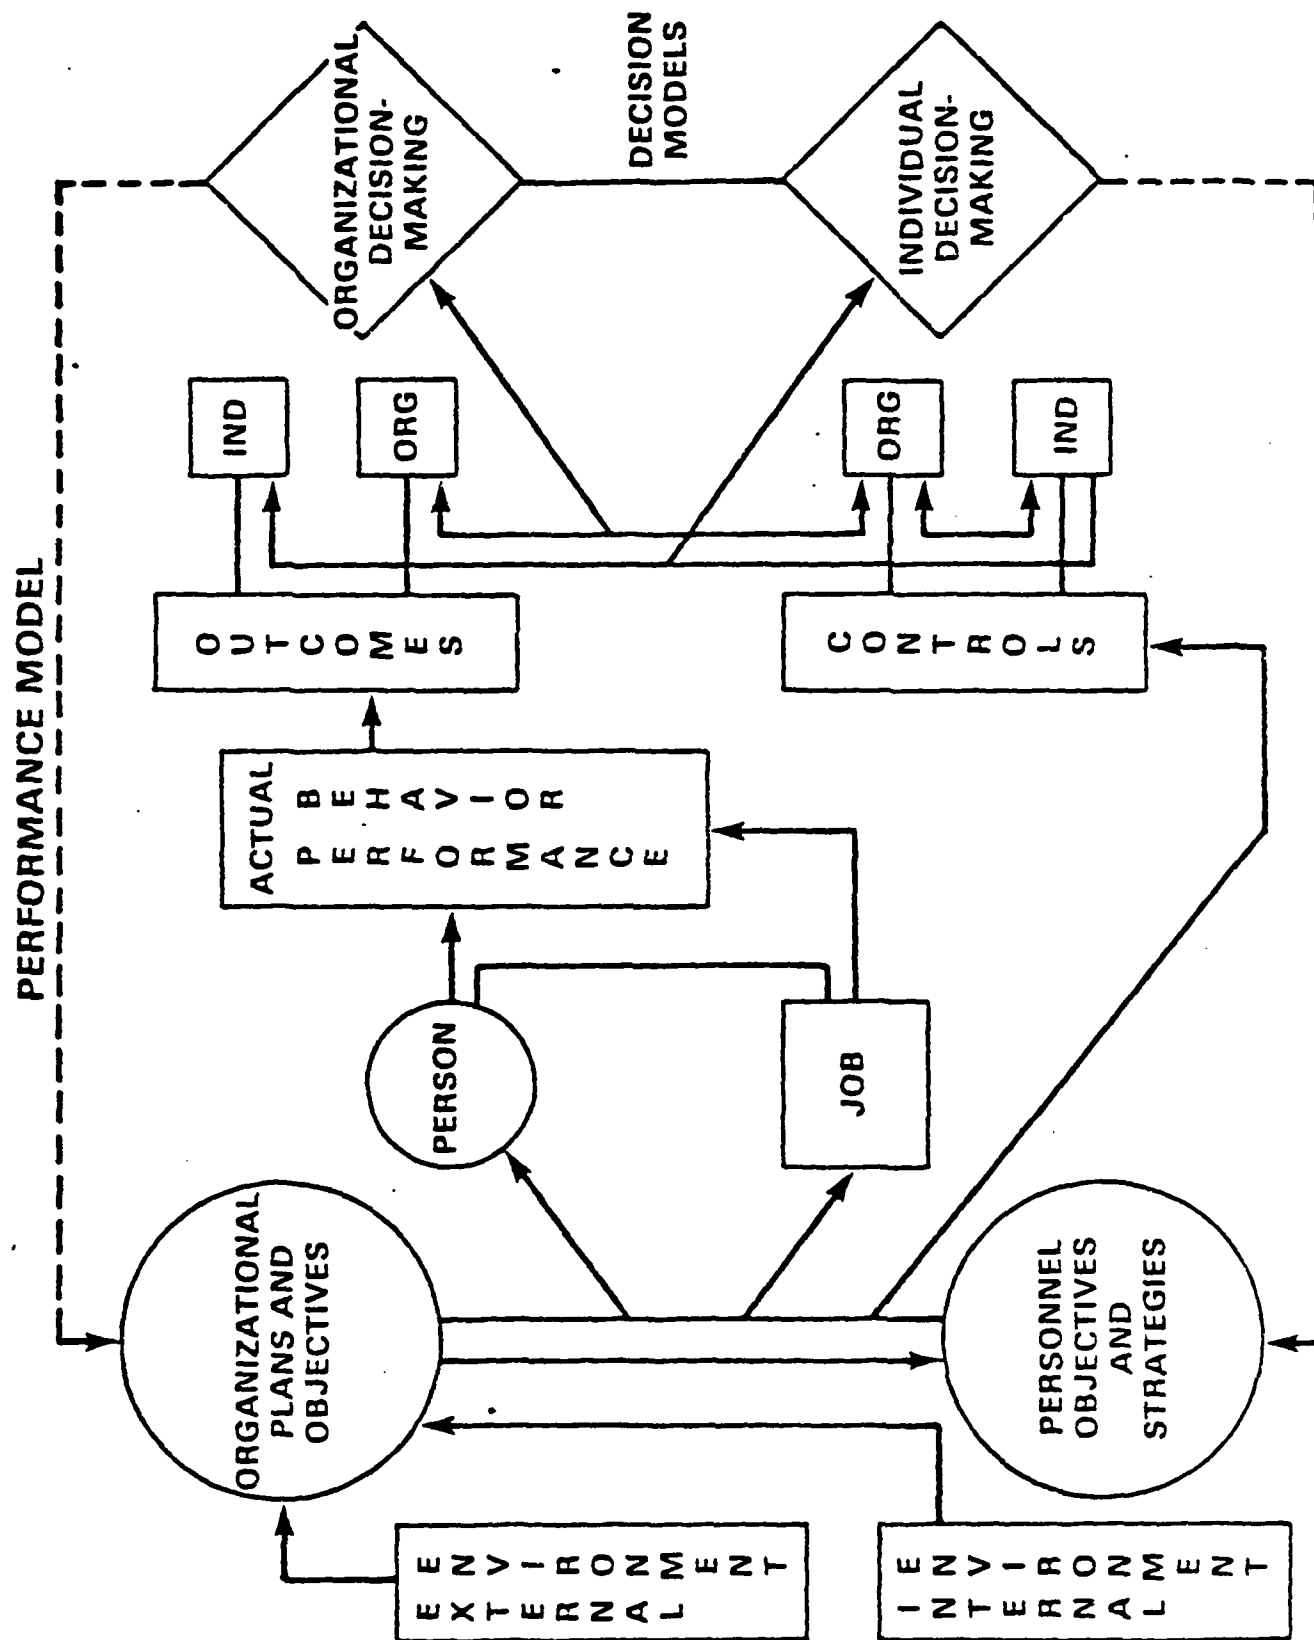 PERFORMANCE MODEL
EXTERNAL
ENVIRONMENT
INTERNAL
ENVIRONMENT
ORGANIZATIONAL
PLANS AND
OBJECTIVES
PERSONNEL
OBJECTIVES
AND
STRATEGIES
PERSON
JOB
ACTUAL
PERFORMANCE
BEHAVIOR
OUTCOMES
CONTROLS
IND
ORG
ORG
IND
ORGANIZATIONAL
DECISION-
MAKING
DECISION
MODELS
INDIVIDUAL
DECISION-
MAKING